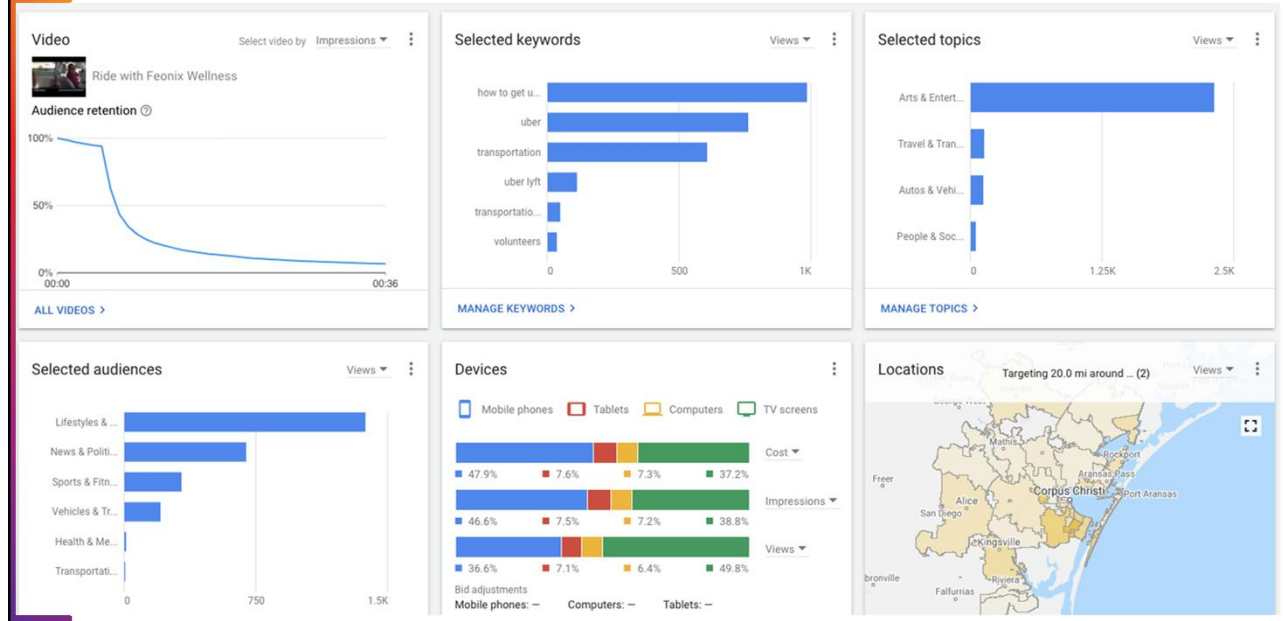 Video
Select video by Impressions
Ride with Feonix Wellness
Audience retention
100%
50%
0%
00:00
00:36
ALL VIDEOS >
Selected keywords
Views
how to get u...
uber
transportation
uber lyft
transportatio...
volunteers
0
500
1K
MANAGE KEYWORDS >
Selected topics
Views
Arts & Entert...
Travel & Tran...
Autos & Vehi...
People & Soc...
0
1.25K
2.5K
MANAGE TOPICS >
Selected audiences
Views
Lifestyles & ...
News & Politi...
Sports & Fitn...
Vehicles & Tr...
Health & Me...
Transportati...
0
750
1.5K
Devices
Mobile phones Tablets Computers TV screens
Cost
47.9% 7.6% 7.3% 37.2%
Impressions
46.6% 7.5% 7.2% 38.8%
Views
36.6% 7.1% 6.4% 49.8%
Bid adjustments
Mobile phones: – Computers: – Tablets: –
Locations
Targeting 20.0 mi around ... (2)
Views
Mathis
Rockport
Aransas Pass
Freer
Corpus Christi
Port Aransas
Alice
San Diego
Kingsville
Riviera
Falfurrias